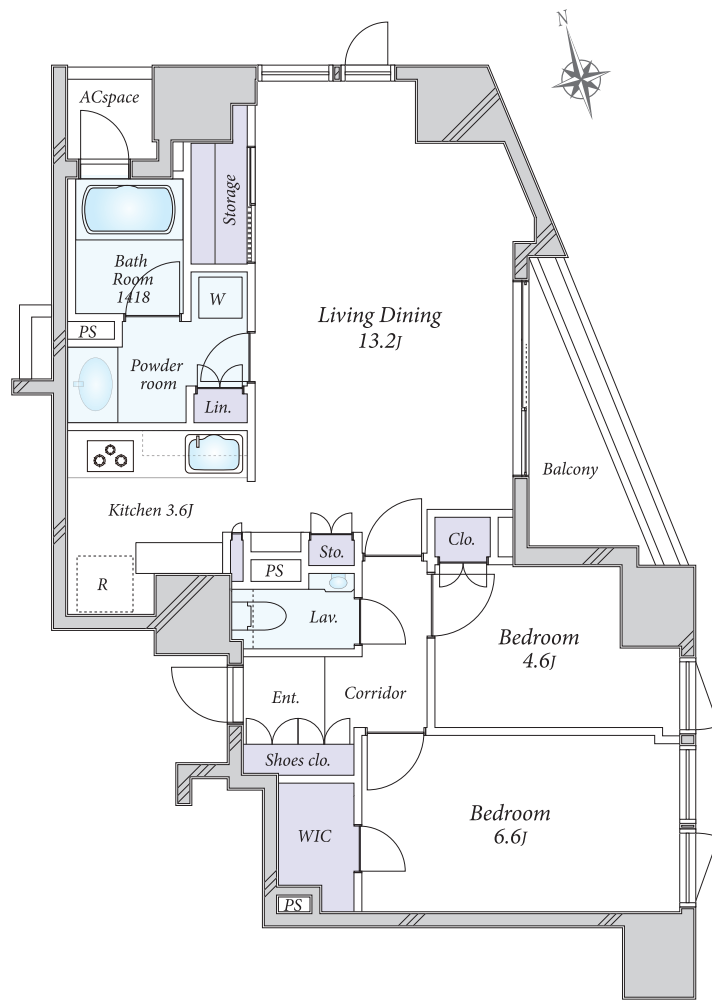 N
ACspace
Storage
Bath
Room
1418
W
Living Dining
13.2J
PS
Powder
room
Lin.
Balcony
Kitchen 3.6J
Clo.
Sto.
PS
R
Lav.
Bedroom
4.6J
Ent.
Corridor
Shoes clo.
Bedroom
6.6J
WIC
PS